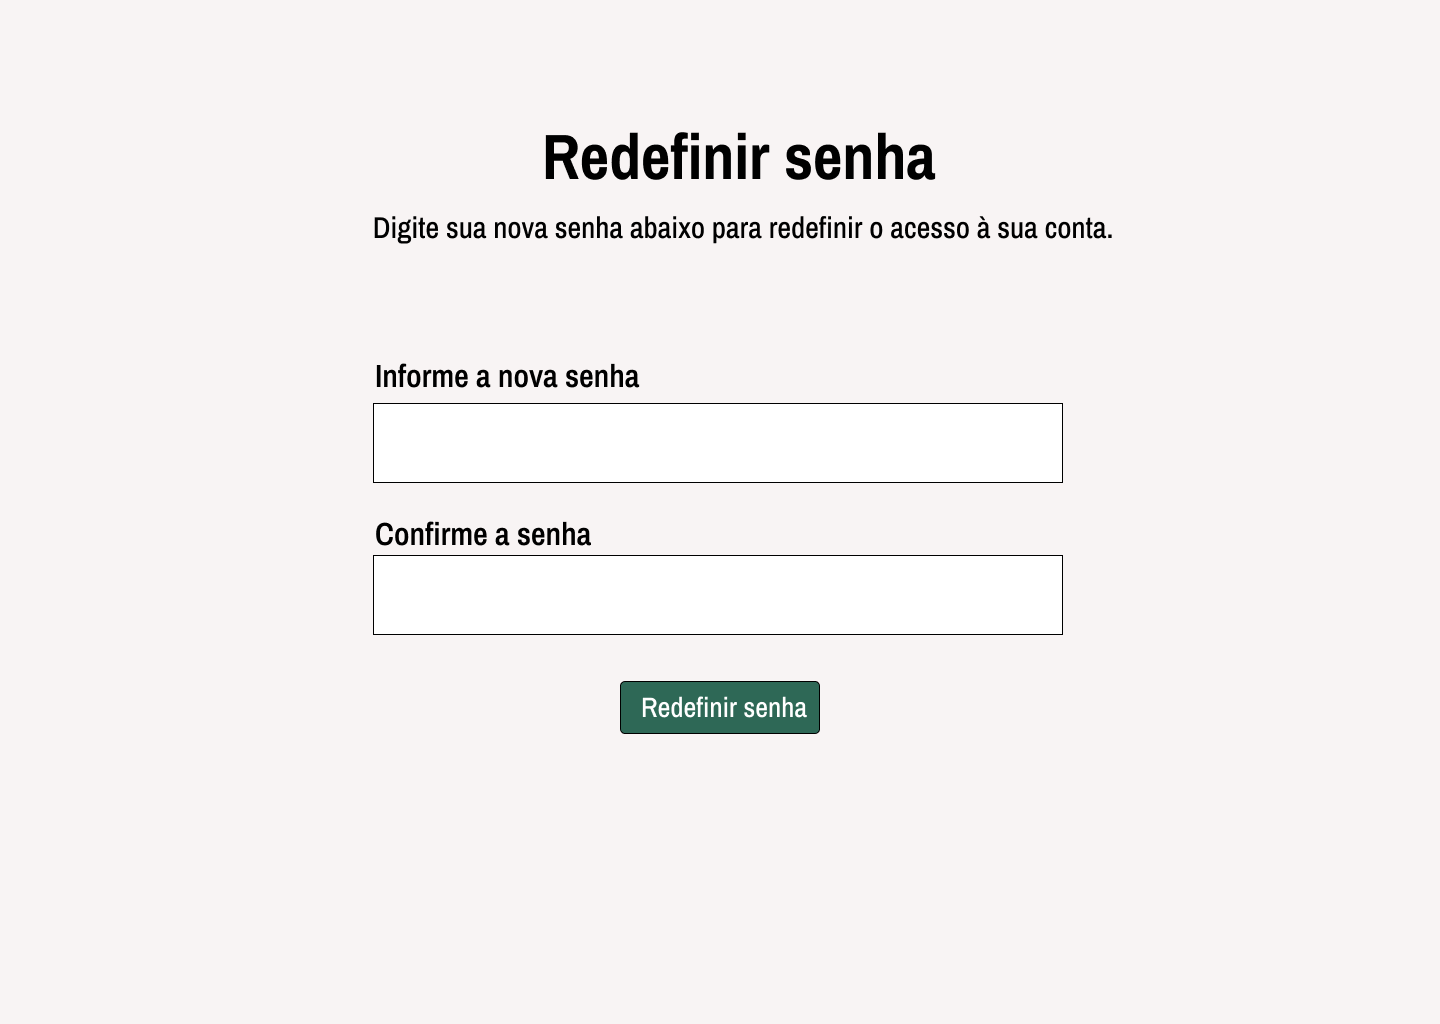 Redefinir senha
Digite sua nova senha abaixo para redefinir o acesso à sua conta.
Informe a nova senha
Confirme a senha
Redefinir senha